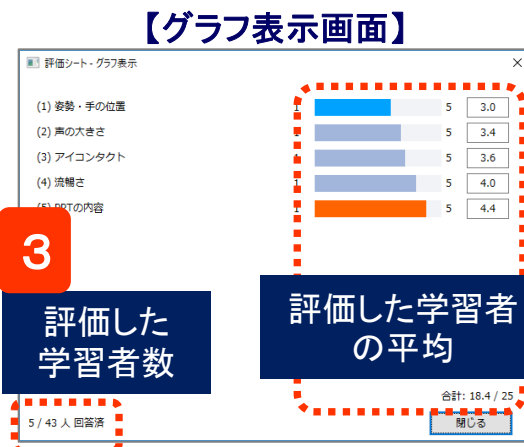 【グラフ表示画面】
評価シート - グラフ表示 ×
(1) 姿勢・手の位置 1 5 3.0
(2) 声の大きさ 1 5 3.4
(3) アイコンタクト 1 5 3.6
(4) 流暢さ 1 5 4.0
(5) PPTの内容 1 5 4.4
3
評価した
学習者数
評価した学習者
の平均
合計: 18.4 / 25
5 / 43 人 回答済
閉じる